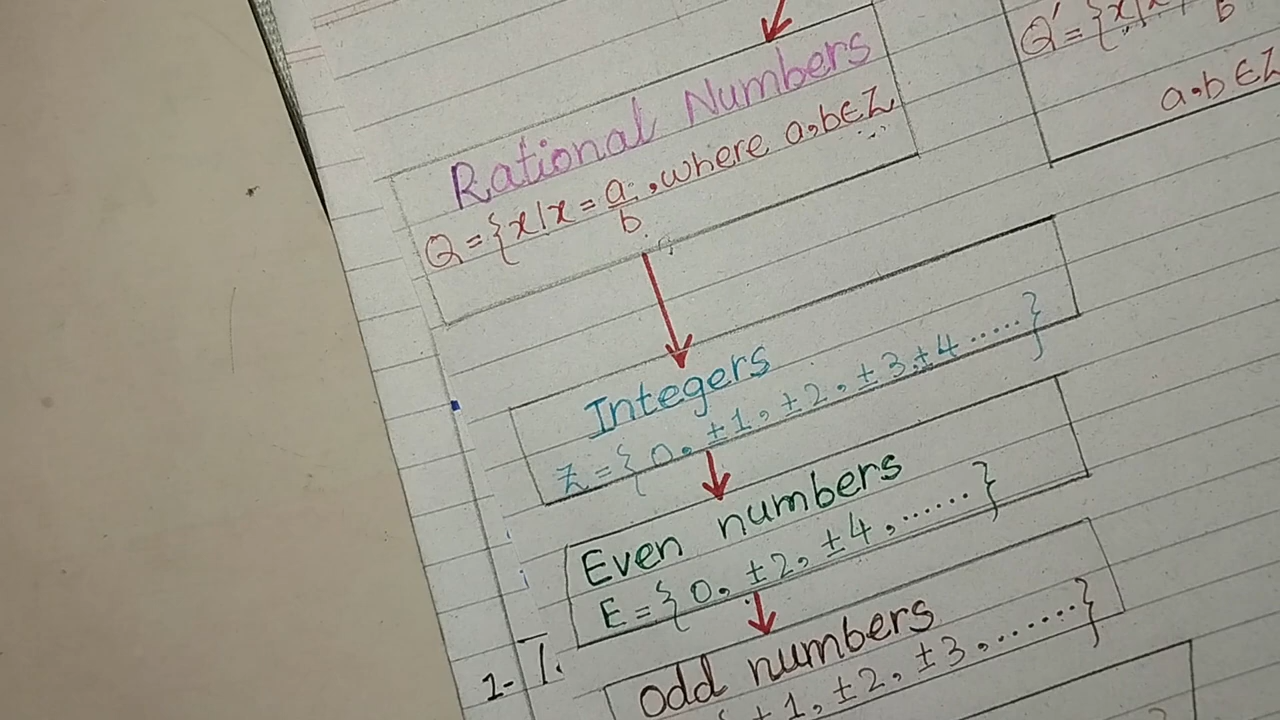 Rational Numbers
Q = {x/x = a/b, where a,b∈Z
Q' = {x/x
b
a,b∈Z
Integers
Z = {0, ±1, ±2, ±3, ±4 ......}
Even numbers
E = {0, ±2, ±4, ......}
Odd numbers
±1, ±2, ±3, .......}
1-